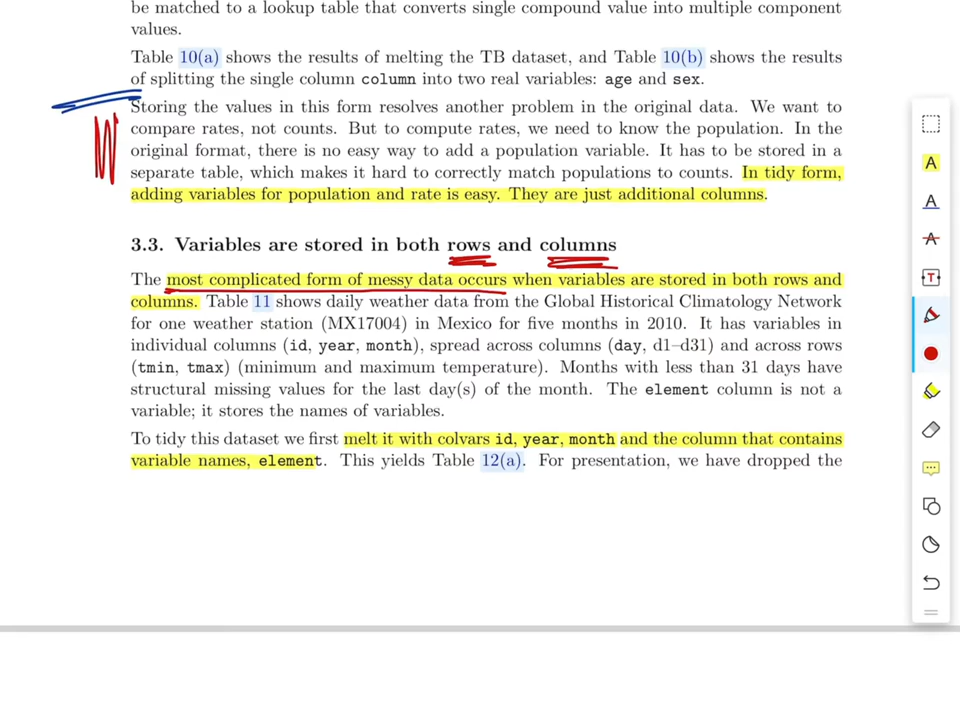 be matched to a lookup table that converts single compound value into multiple component
values.
Table 10(a) shows the results of melting the TB dataset, and Table 10(b) shows the results
of splitting the single column column into two real variables: age and sex.
Storing the values in this form resolves another problem in the original data. We want to
compare rates, not counts. But to compute rates, we need to know the population. In the
original format, there is no easy way to add a population variable. It has to be stored in a
separate table, which makes it hard to correctly match populations to counts. In tidy form,
adding variables for population and rate is easy. They are just additional columns.
3.3. Variables are stored in both rows and columns
The most complicated form of messy data occurs when variables are stored in both rows and
columns. Table 11 shows daily weather data from the Global Historical Climatology Network
for one weather station (MX17004) in Mexico for five months in 2010. It has variables in
individual columns (id, year, month), spread across columns (day, d1–d31) and across rows
(tmin, tmax) (minimum and maximum temperature). Months with less than 31 days have
structural missing values for the last day(s) of the month. The element column is not a
variable; it stores the names of variables.
To tidy this dataset we first melt it with colvars id, year, month and the column that contains
variable names, element. This yields Table 12(a). For presentation, we have dropped the
A
A
A
T